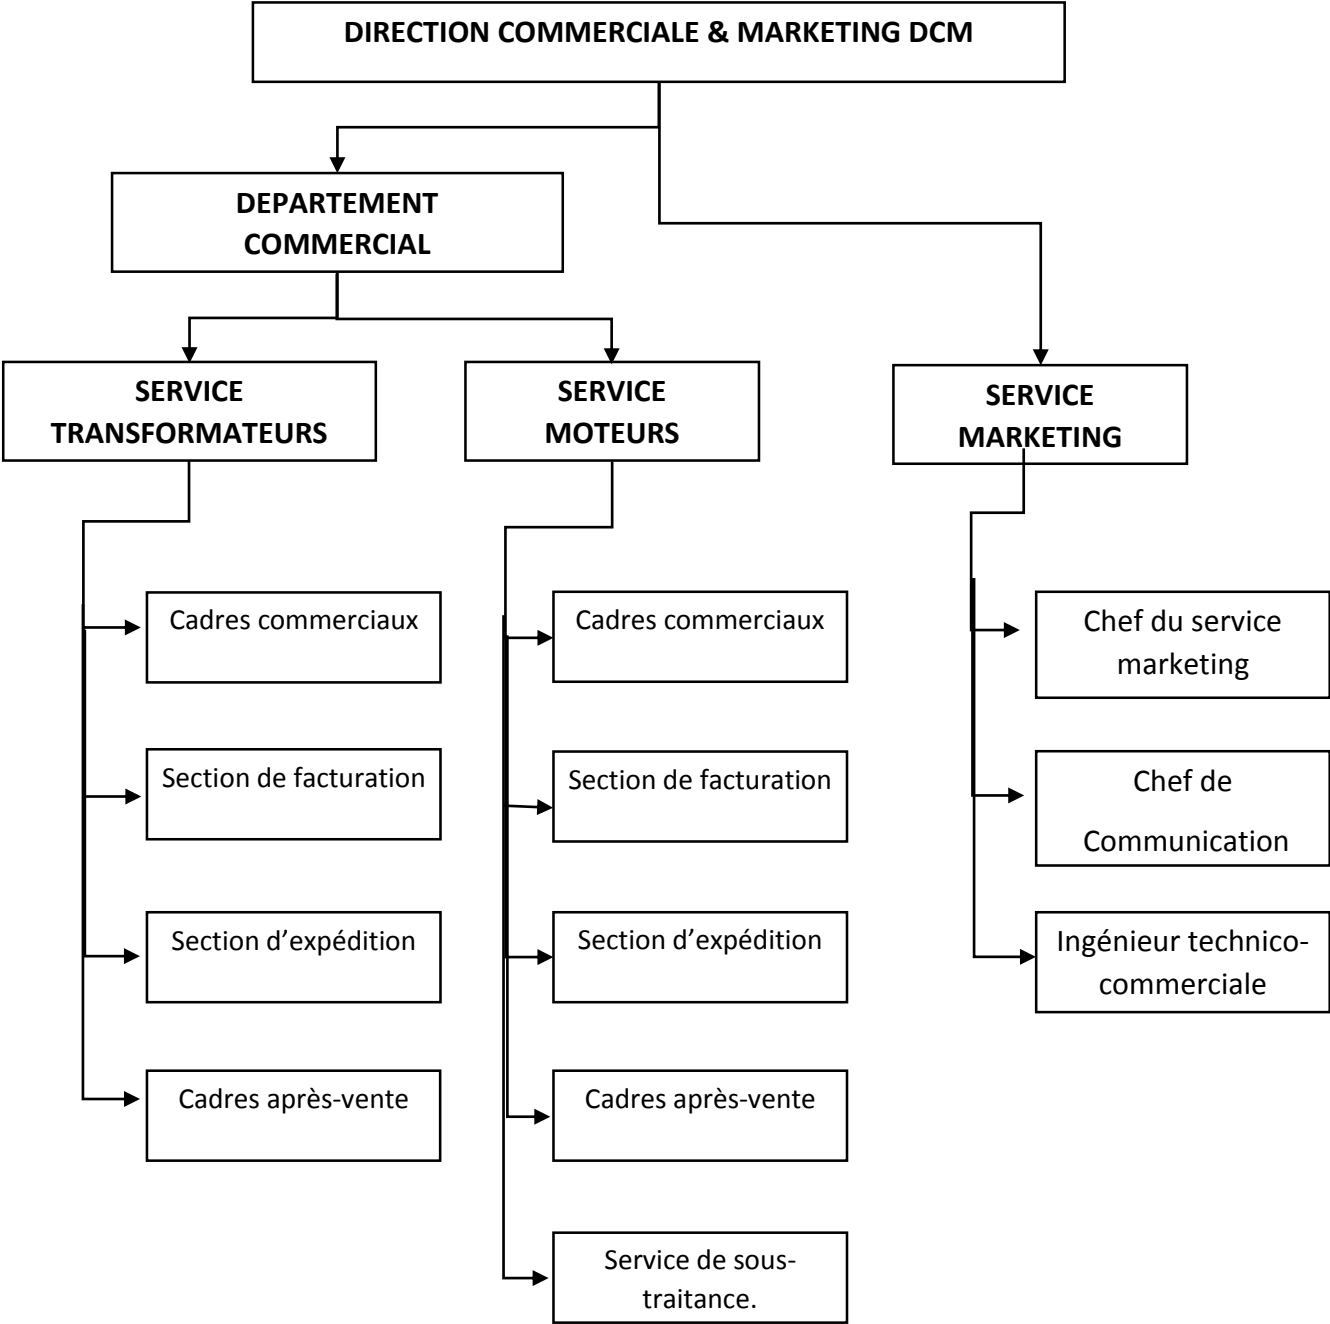 DIRECTION COMMERCIALE & MARKETING DCM
DEPARTEMENT
COMMERCIAL
SERVICE
TRANSFORMATEURS
SERVICE
MOTEURS
SERVICE
MARKETING
Cadres commerciaux
Section de facturation
Section d’expédition
Cadres après-vente
Cadres commerciaux
Section de facturation
Section d’expédition
Cadres après-vente
Service de sous-
traitance.
Chef du service
marketing
Chef de
Communication
Ingénieur technico-
commerciale